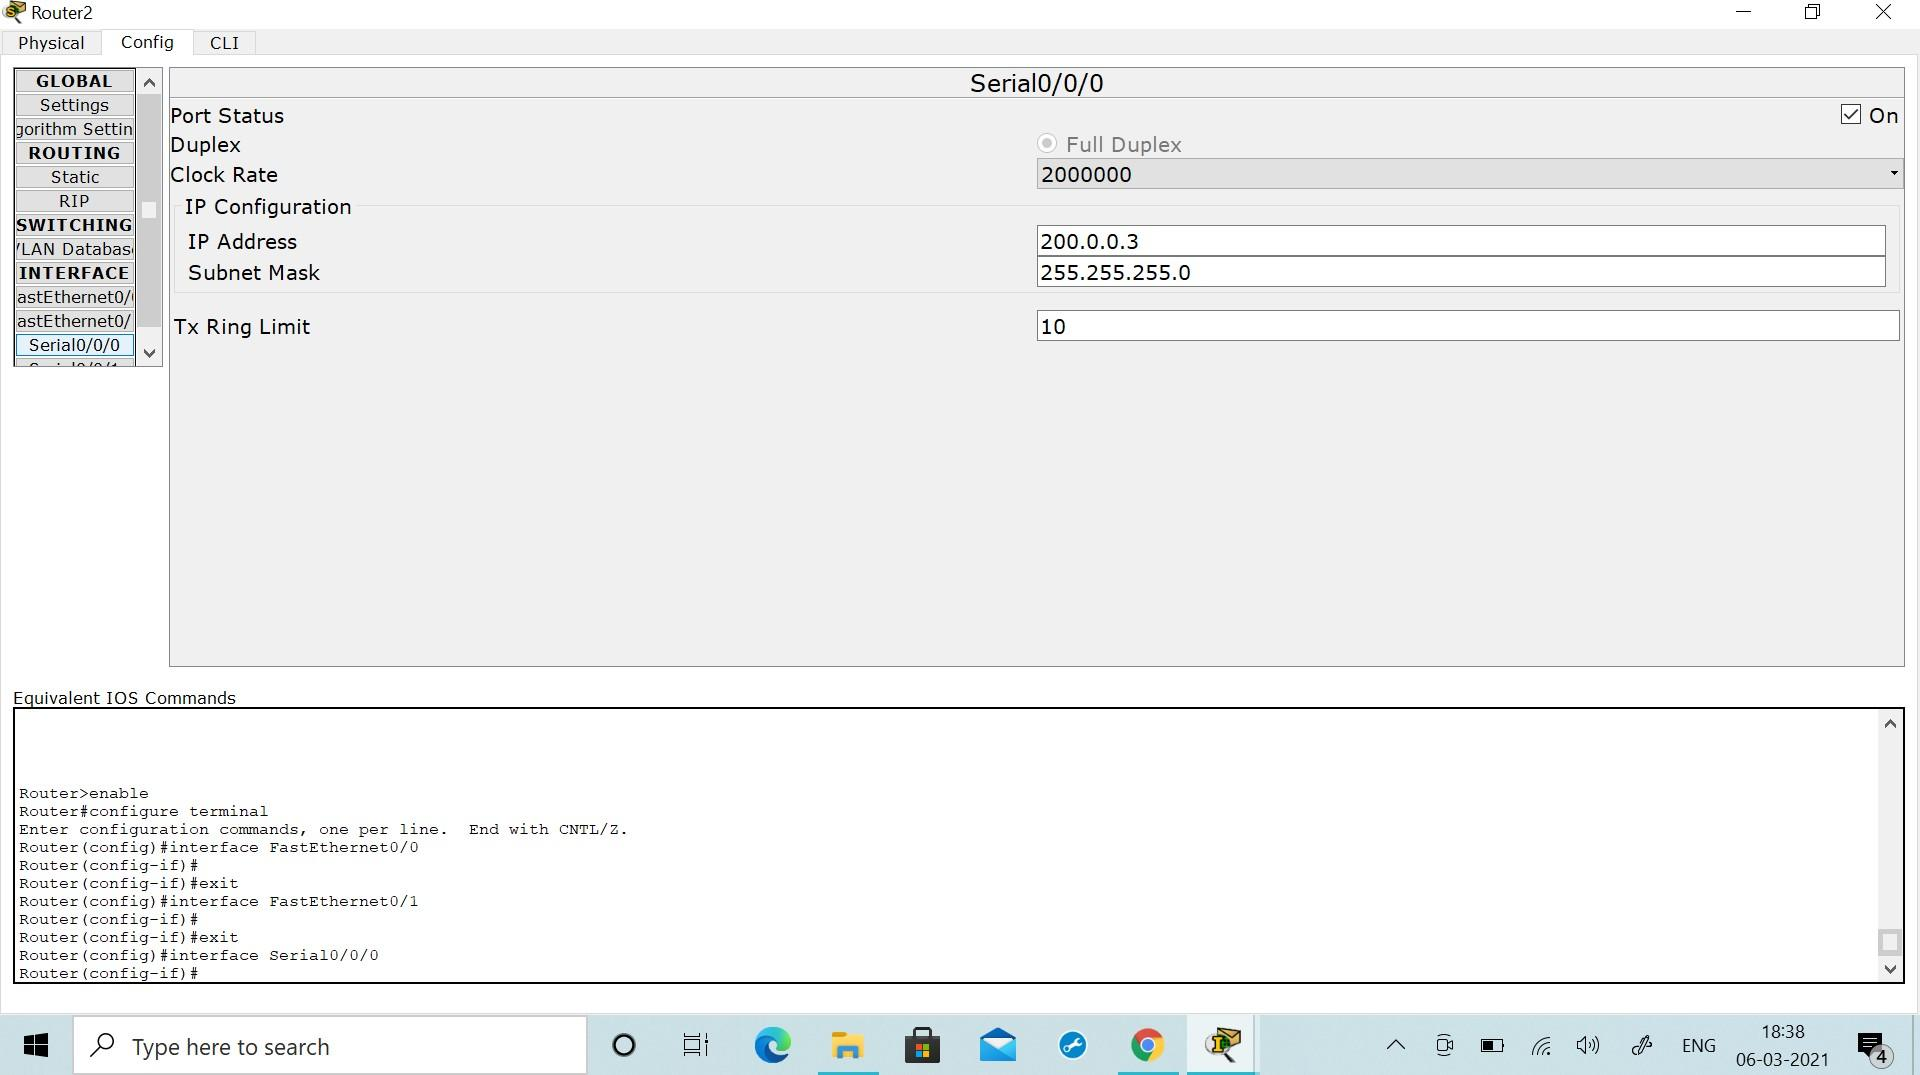 Router2
Physical Config CLI
GLOBAL
Settings
gorithm Settin
ROUTING
Static
RIP
SWITCHING
LAN Databas
INTERFACE
astEthernet0/
astEthernet0/
Serial0/0/0
Serial0/0/1
Serial0/0/0
Port Status On
Duplex Full Duplex
Clock Rate 2000000
IP Configuration
IP Address 200.0.0.3
Subnet Mask 255.255.255.0
Tx Ring Limit 10
Equivalent IOS Commands
Router>enable
Router#configure terminal
Enter configuration commands, one per line.  End with CNTL/Z.
Router(config)#interface FastEthernet0/0
Router(config-if)#
Router(config-if)#exit
Router(config)#interface FastEthernet0/1
Router(config-if)#
Router(config-if)#exit
Router(config)#interface Serial0/0/0
Router(config-if)#
Type here to search
ENG
18:38
06-03-2021
4